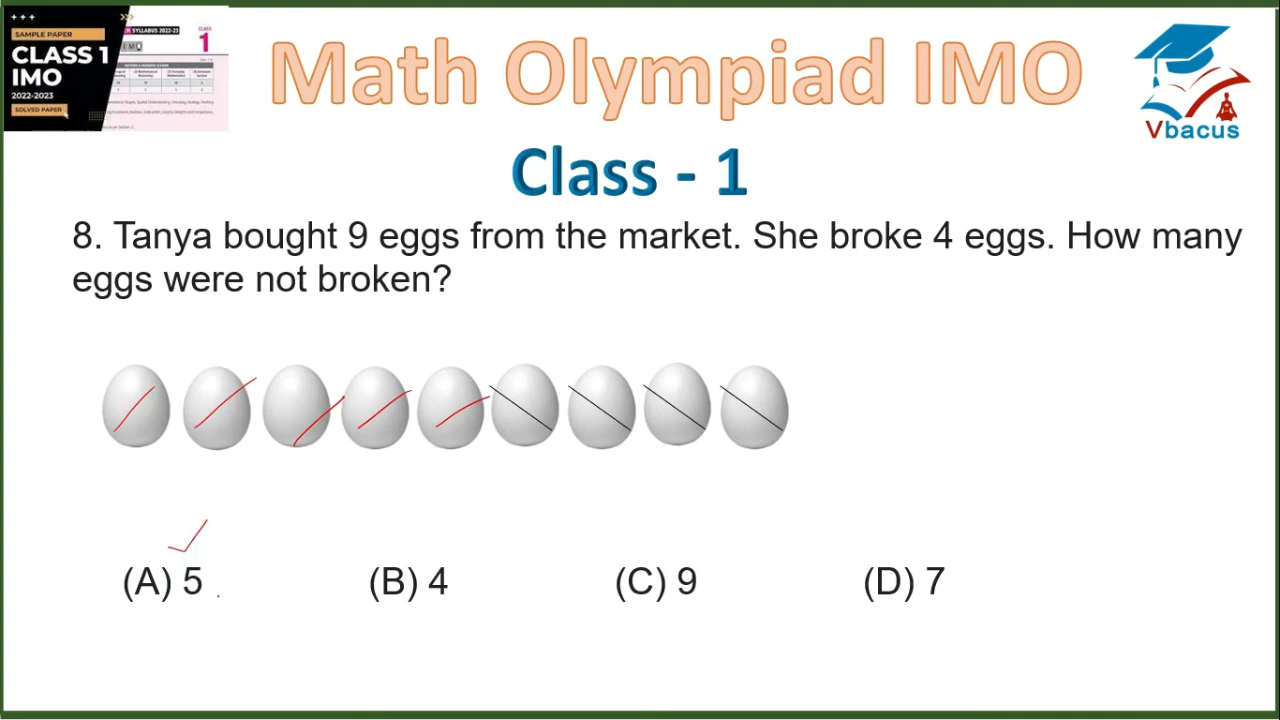 SAMPLE PAPER
CLASS 1
IMO
2022-2023
SOLVED PAPER
SYLLABUS 2022-23
CLASS
1
Math Olympiad IMO
Vbacus
Class - 1
8. Tanya bought 9 eggs from the market. She broke 4 eggs. How many
eggs were not broken?
(A) 5 (B) 4 (C) 9 (D) 7